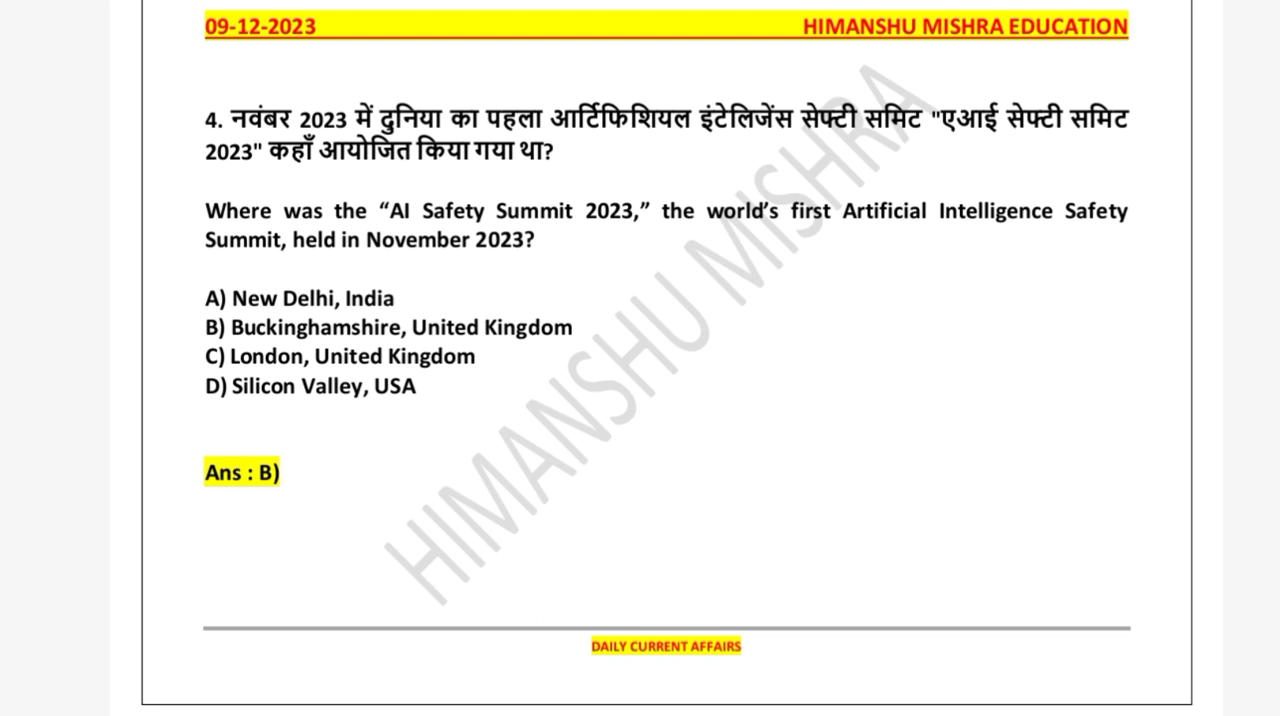 09-12-2023 HIMANSHU MISHRA EDUCATION
4. नवंबर 2023 में दुनिया का पहला आर्टिफिशियल इंटेलिजेंस सेफ्टी समिट "एआई सेफ्टी समिट
2023" कहाँ आयोजित किया गया था?
Where was the “AI Safety Summit 2023,” the world’s first Artificial Intelligence Safety
Summit, held in November 2023?
A) New Delhi, India
B) Buckinghamshire, United Kingdom
C) London, United Kingdom
D) Silicon Valley, USA
Ans : B)
HIMANSHU MISHRA
DAILY CURRENT AFFAIRS